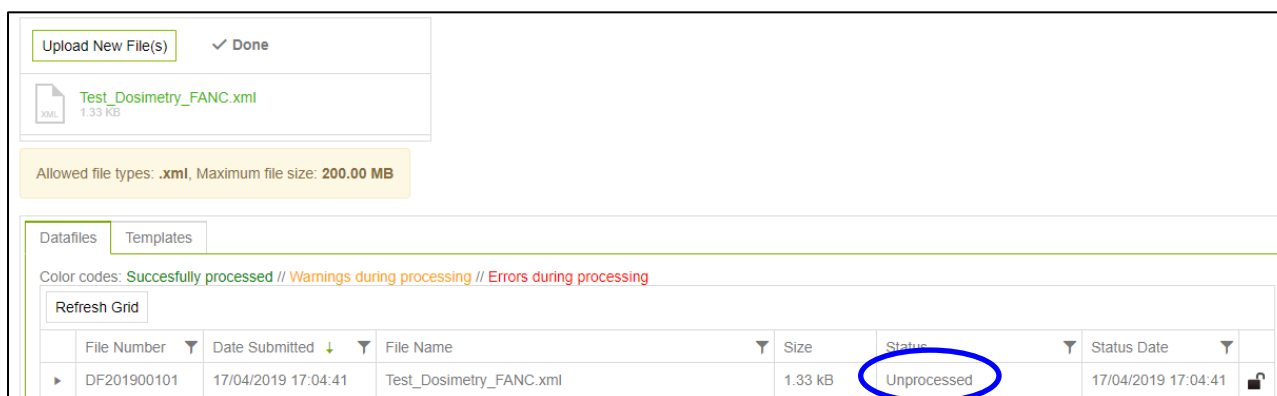 Upload New File(s) ✓ Done
XML Test_Dosimetry_FANC.xml
1.33 KB
Allowed file types: .xml, Maximum file size: 200.00 MB
Datafiles Templates
Color codes: Succesfully processed // Warnings during processing // Errors during processing
Refresh Grid
File Number Date Submitted ↓ File Name Size Status Status Date
DF201900101 17/04/2019 17:04:41 Test_Dosimetry_FANC.xml 1.33 kB Unprocessed 17/04/2019 17:04:41